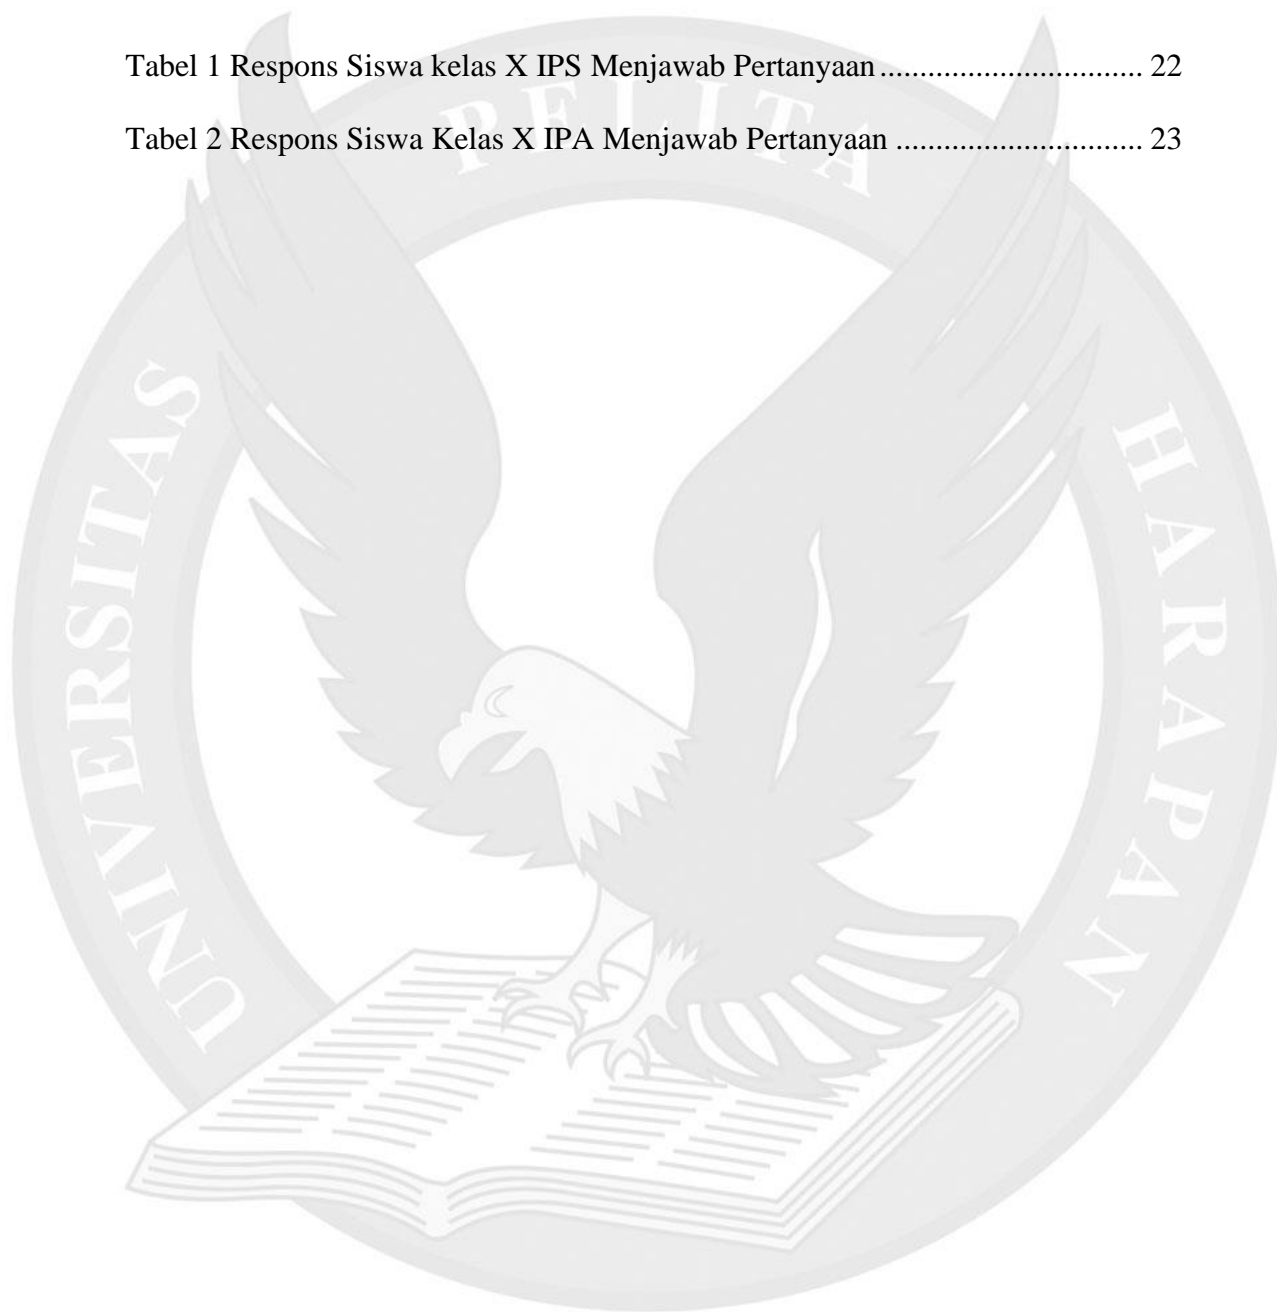 Tabel 1 Respons Siswa kelas X IPS Menjawab Pertanyaan................................ 22
Tabel 2 Respons Siswa Kelas X IPA Menjawab Pertanyaan .............................. 23
UNIVERSITAS PELITA HARAPAN